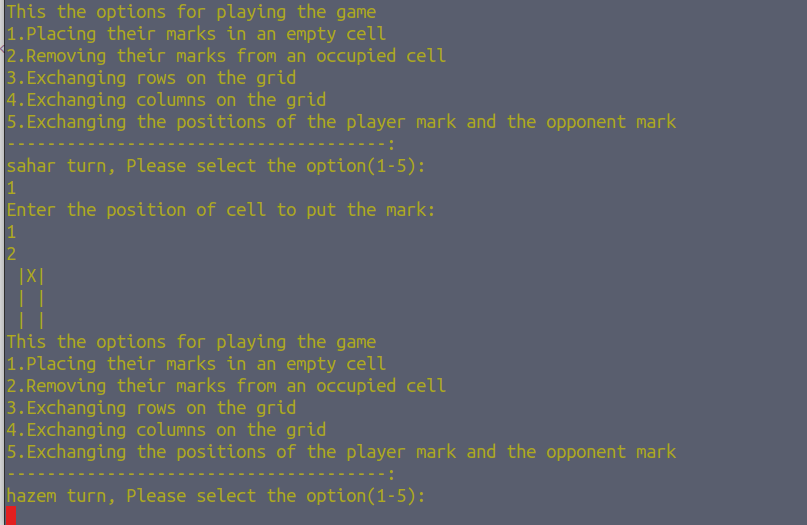 This the options for playing the game
1.Placing their marks in an empty cell
2.Removing their marks from an occupied cell
3.Exchanging rows on the grid
4.Exchanging columns on the grid
5.Exchanging the positions of the player mark and the opponent mark
--------------------------------------:
sahar turn, Please select the option(1-5):
1
Enter the position of cell to put the mark:
1
2
 |X|
 | |
 | |
This the options for playing the game
1.Placing their marks in an empty cell
2.Removing their marks from an occupied cell
3.Exchanging rows on the grid
4.Exchanging columns on the grid
5.Exchanging the positions of the player mark and the opponent mark
--------------------------------------:
hazem turn, Please select the option(1-5):